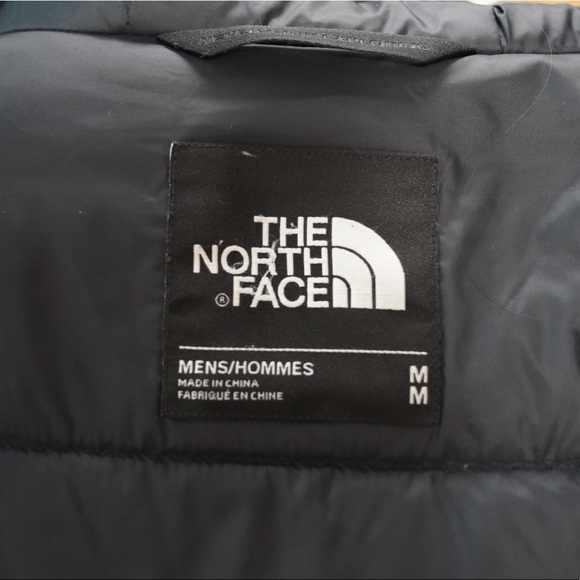 THE
NORTH
® FACE
MENS/HOMMES M
MADE IN CHINA M
FABRIQUÉ EN CHINE